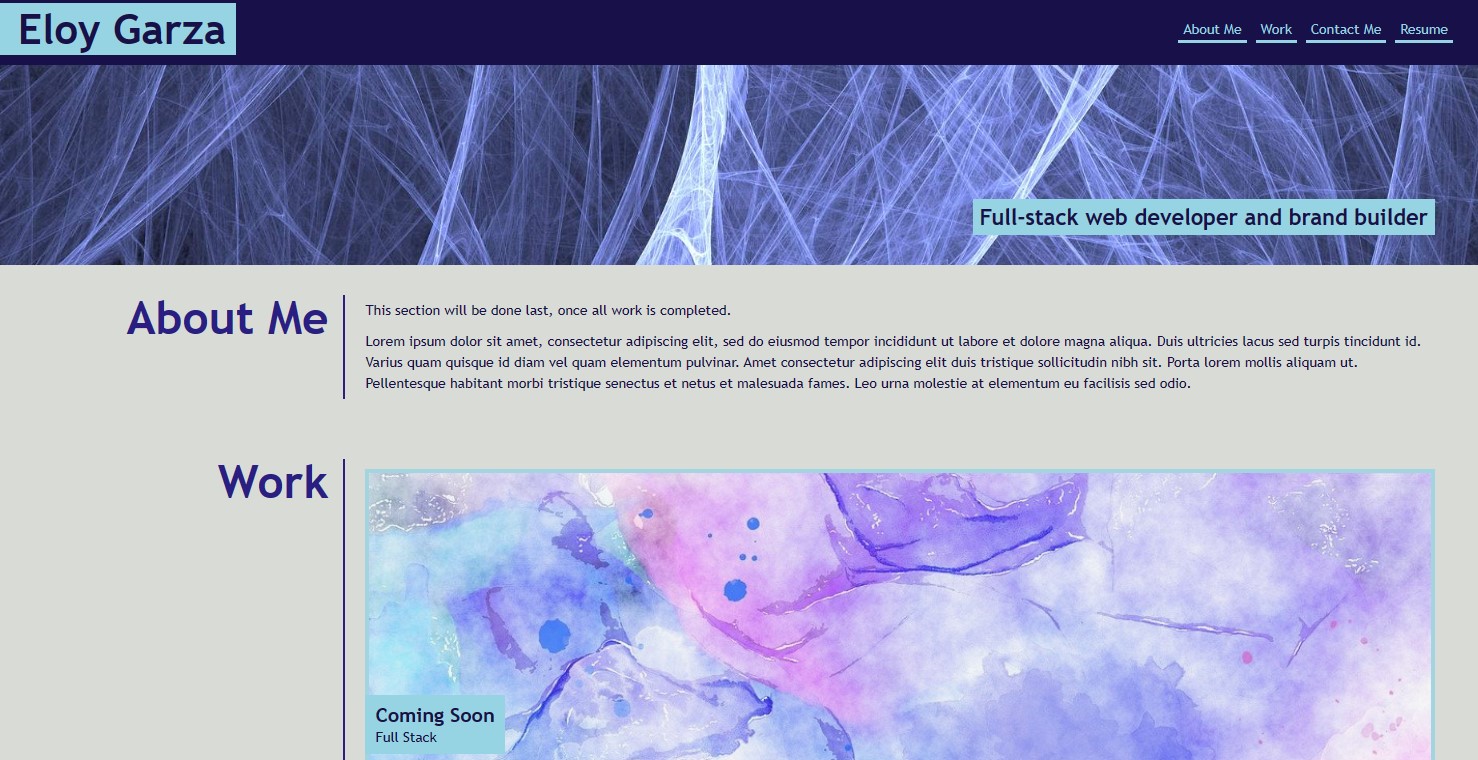 Eloy Garza
About Me
Work
Contact Me
Resume
Full-stack web developer and brand builder
About Me
This section will be done last, once all work is completed.
Lorem ipsum dolor sit amet, consectetur adipiscing elit, sed do eiusmod tempor incididunt ut labore et dolore magna aliqua. Duis ultricies lacus sed turpis tincidunt id.
Varius quam quisque id diam vel quam elementum pulvinar. Amet consectetur adipiscing elit duis tristique sollicitudin nibh sit. Porta lorem mollis aliquam ut.
Pellentesque habitant morbi tristique senectus et netus et malesuada fames. Leo urna molestie at elementum eu facilisis sed odio.
Work
Coming Soon
Full Stack